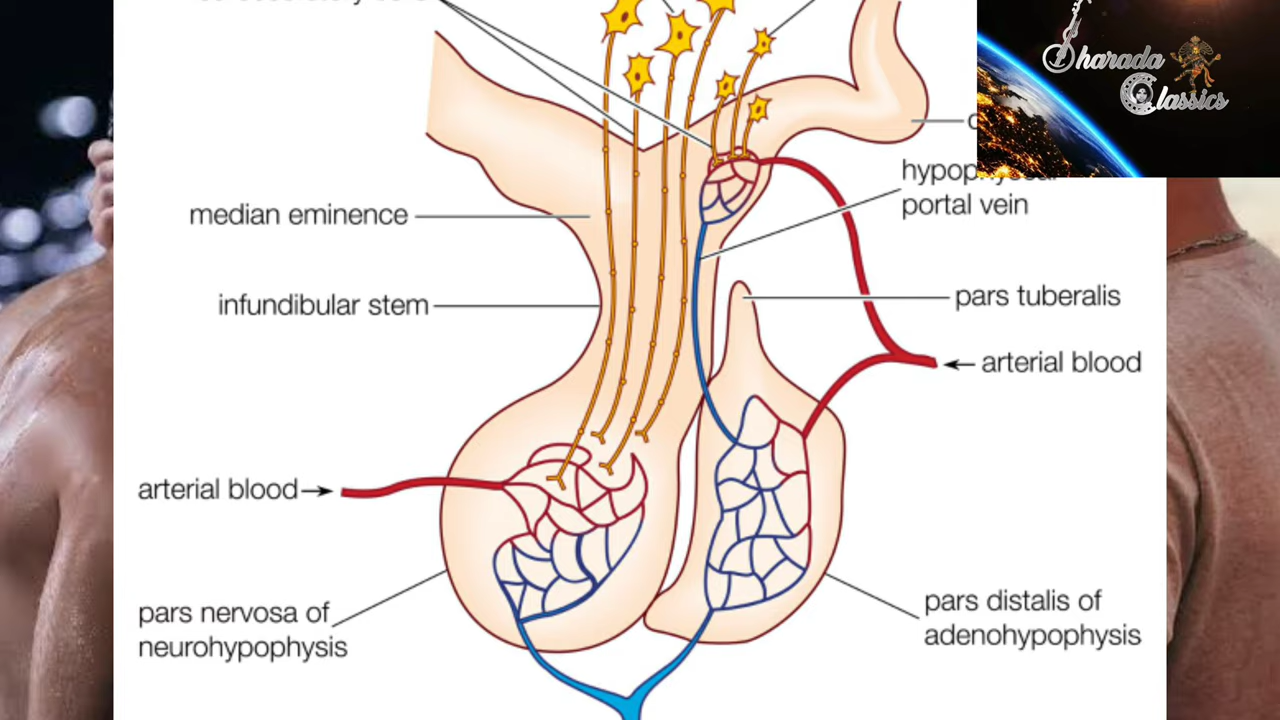 Sharada
Classics
hypophyseal
portal vein
median eminence
infundibular stem
pars tuberalis
arterial blood
arterial blood
pars nervosa of
neurohypophysis
pars distalis of
adenohypophysis